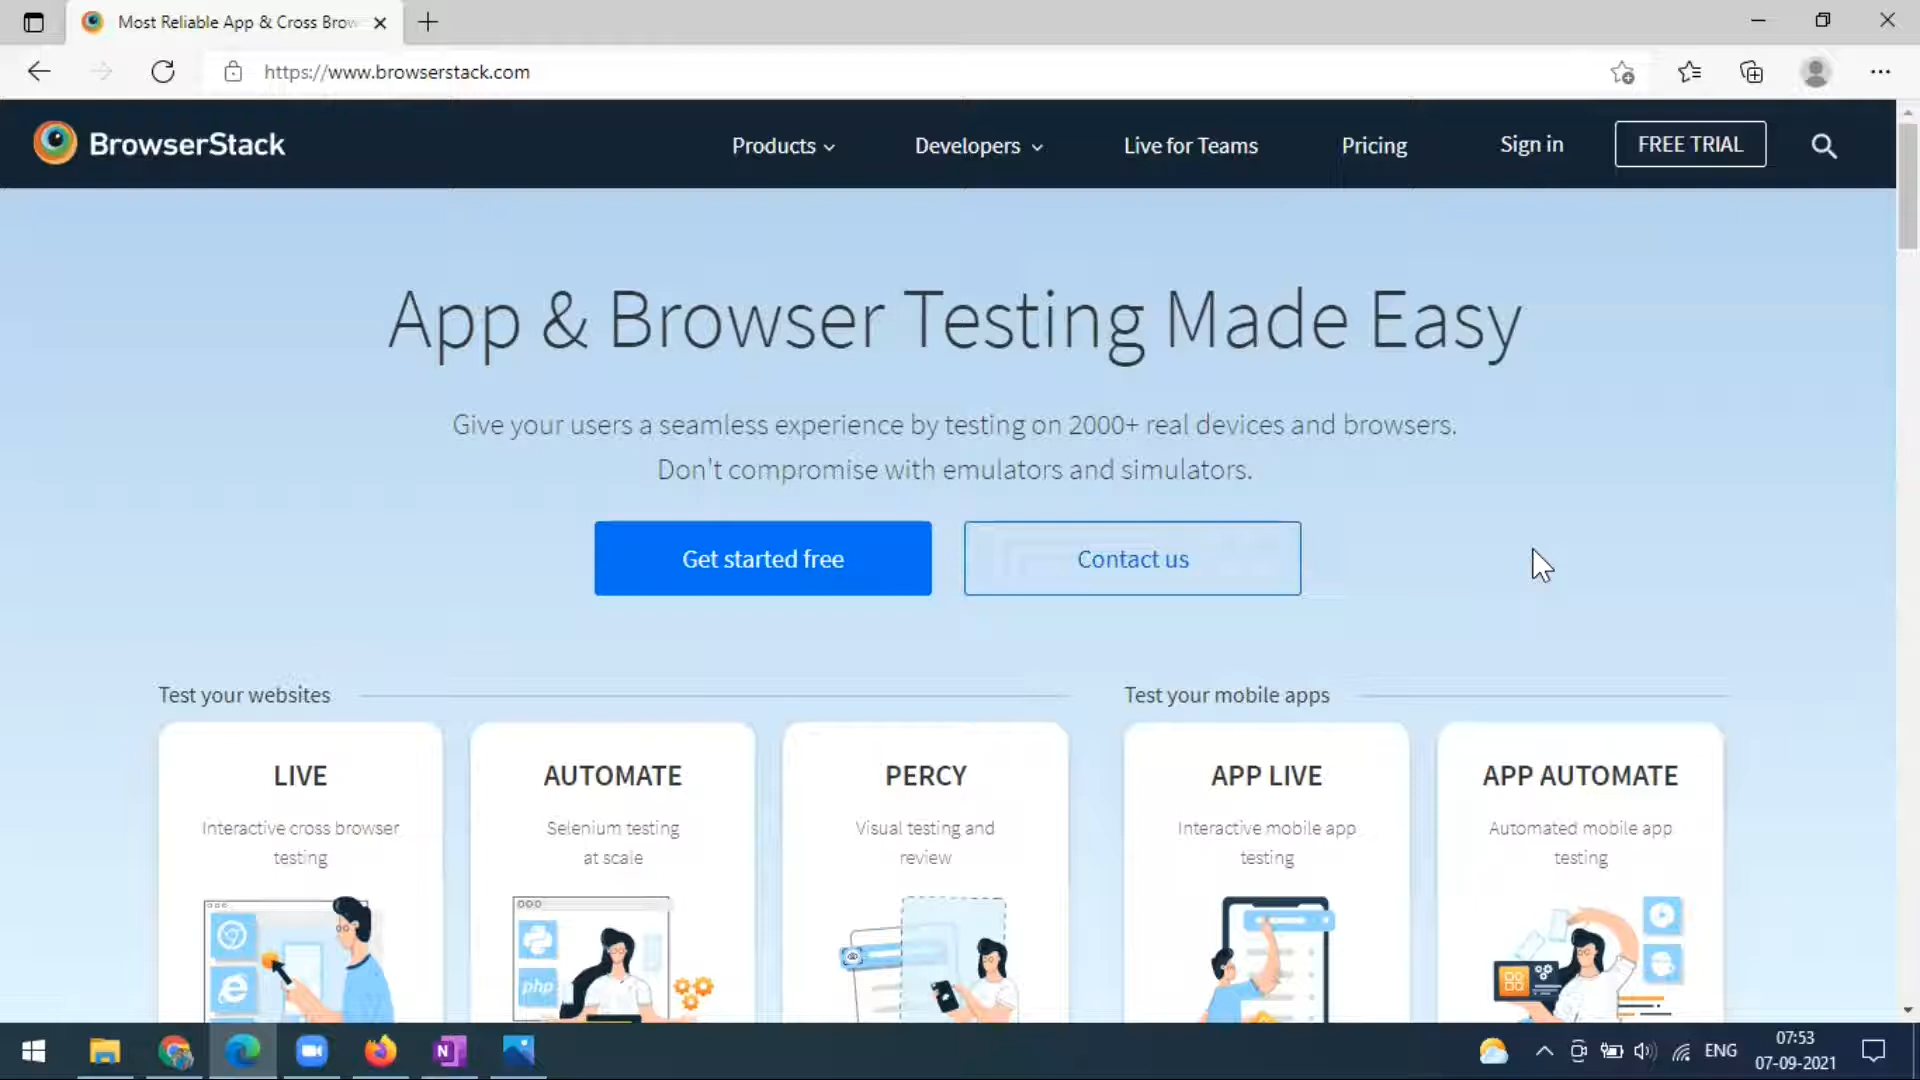 Most Reliable App & Cross Brow
https://www.browserstack.com
BrowserStack
Products
Developers
Live for Teams
Pricing
Sign in
FREE TRIAL
App & Browser Testing Made Easy
Give your users a seamless experience by testing on 2000+ real devices and browsers.
Don't compromise with emulators and simulators.
Get started free
Contact us
Test your websites
Test your mobile apps
LIVE
Interactive cross browser
testing
AUTOMATE
Selenium testing
at scale
php
PERCY
Visual testing and
review
APP LIVE
Interactive mobile app
testing
APP AUTOMATE
Automated mobile app
testing
N
ENG
07:53
07-09-2021